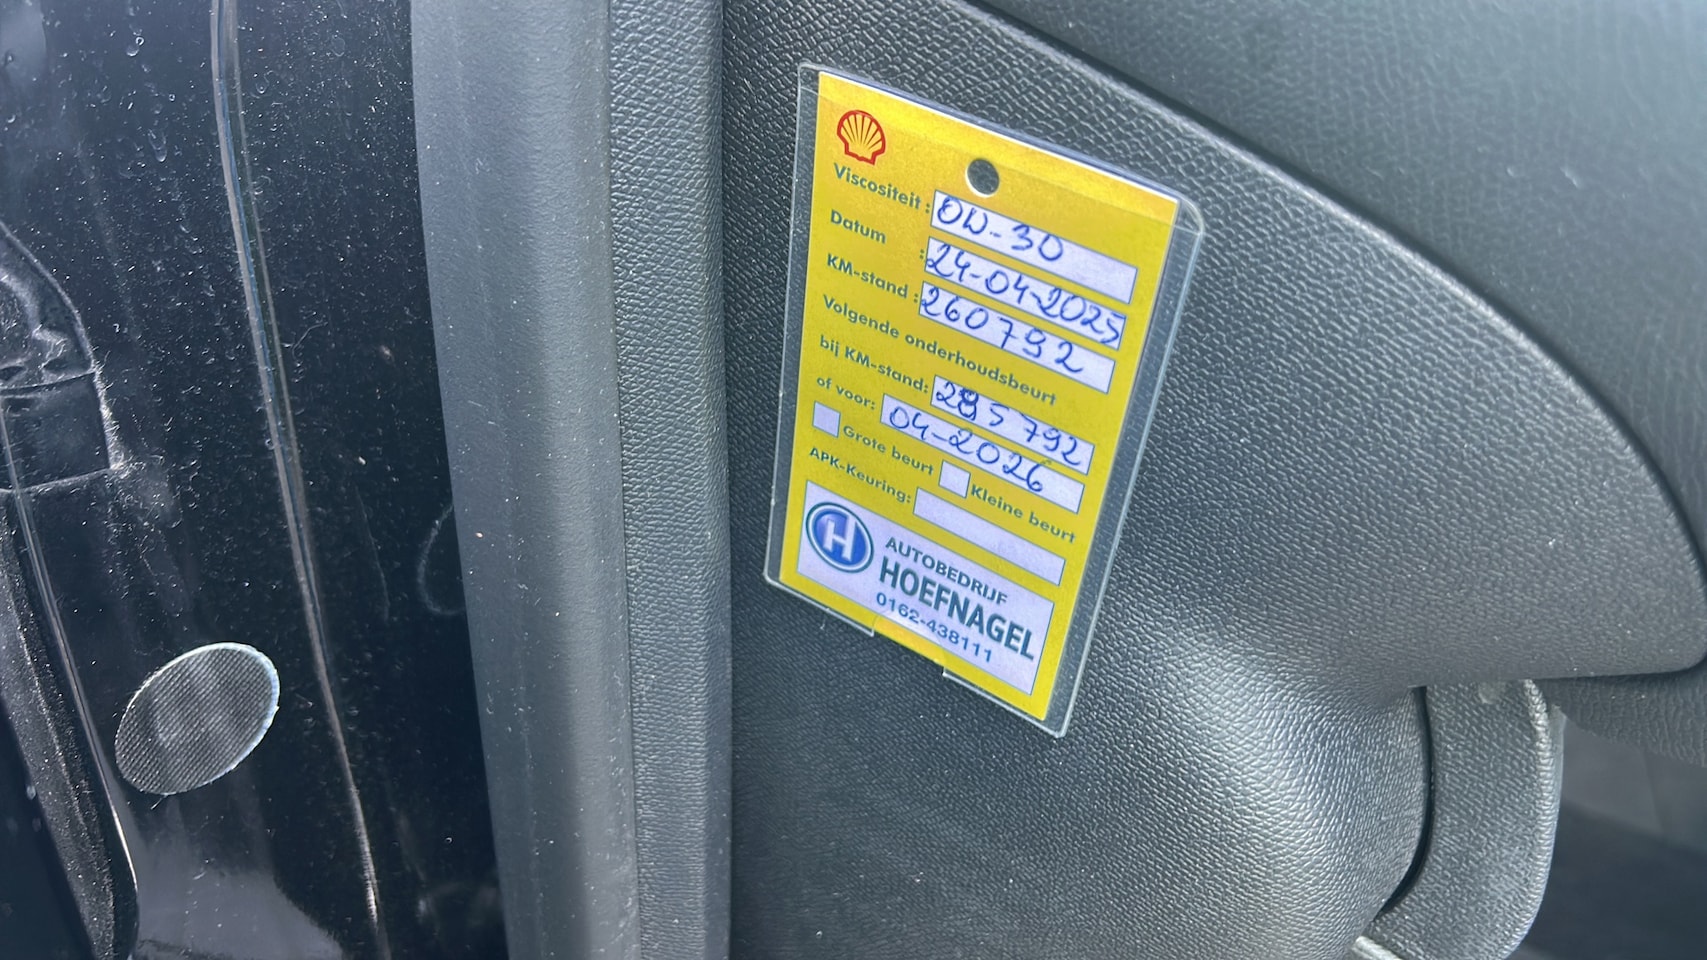 Viscositeit : 0W-30
Datum : 24-04-2025
KM-stand : 260792
Volgende onderhoudsbeurt
bij KM-stand: 285792
of voor: 04-2026
Grote beurt Kleine beurt
APK-Keuring:
H AUTOBEDRIJF
HOEFNAGEL
0162-438111